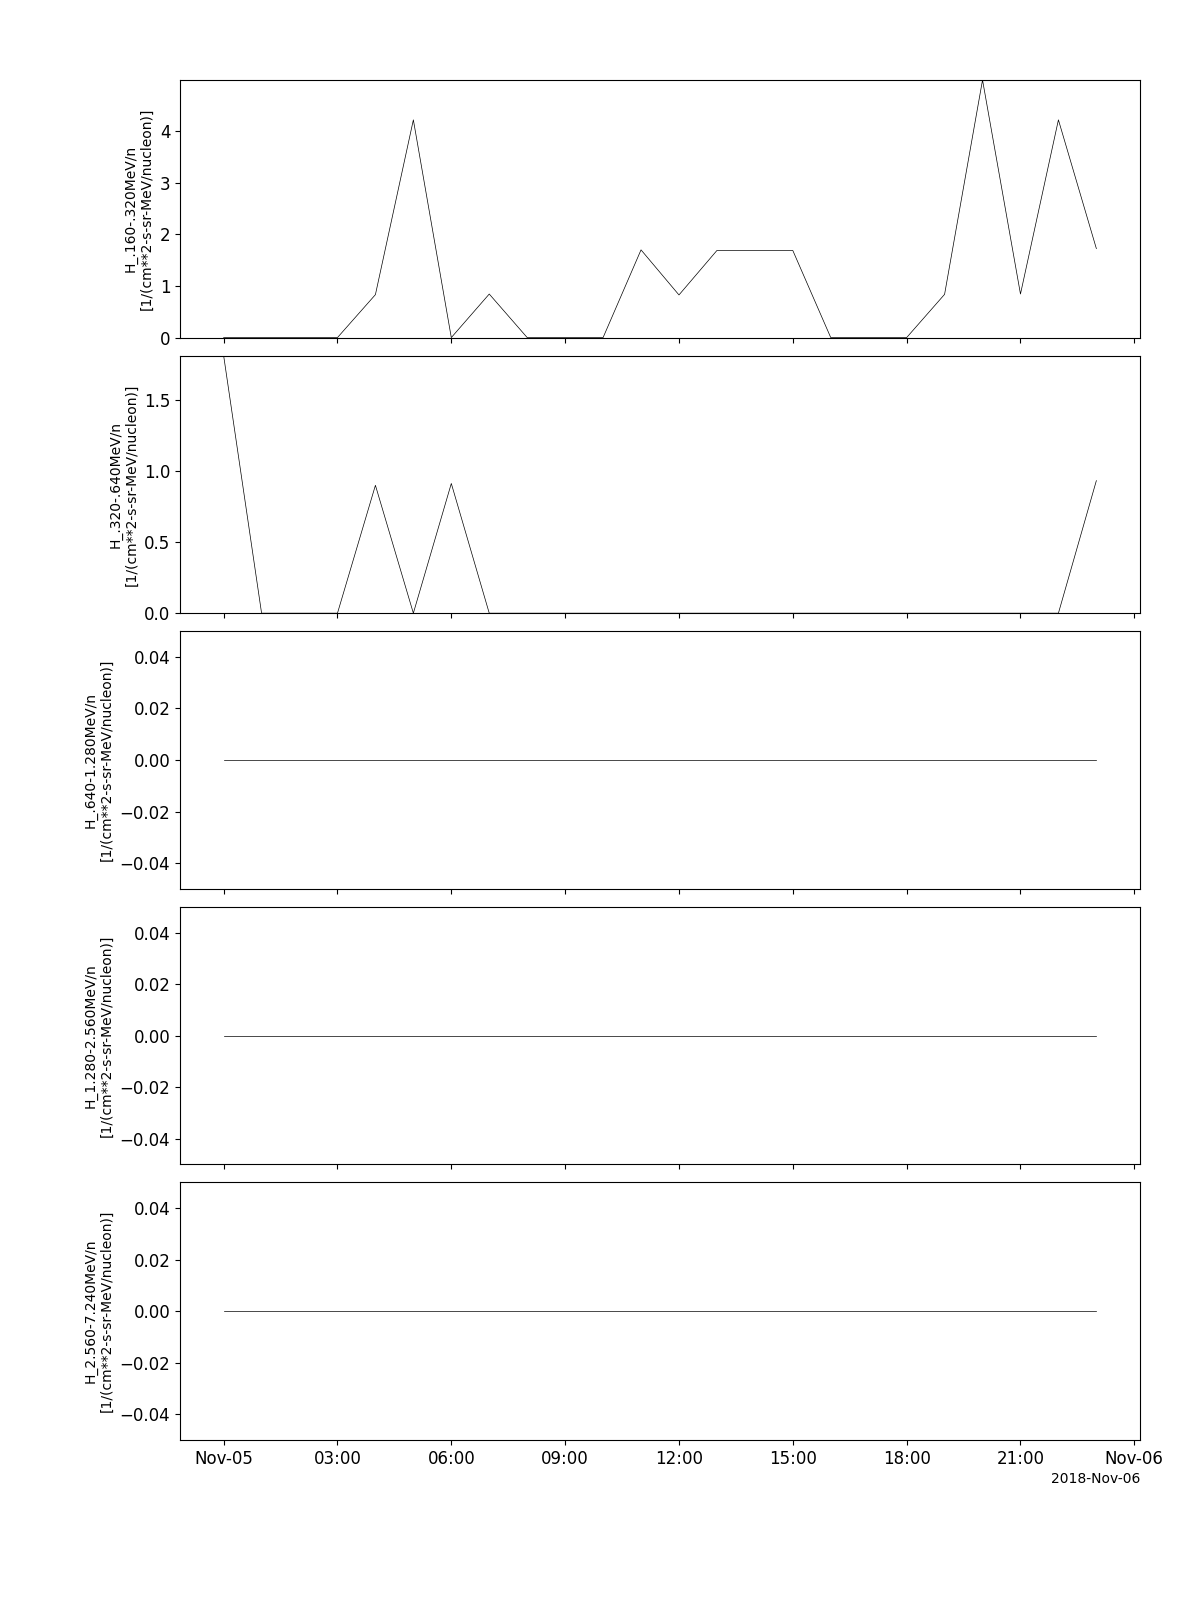 H_.160-.320MeV/n
[1/(cm**2-s-sr-MeV/nucleon)]
4
3
2
1
0
H_.320-.640MeV/n
[1/(cm**2-s-sr-MeV/nucleon)]
1.5
1.0
0.5
0.0
H_.640-1.280MeV/n
[1/(cm**2-s-sr-MeV/nucleon)]
0.04
0.02
0.00
−0.02
−0.04
H_1.280-2.560MeV/n
[1/(cm**2-s-sr-MeV/nucleon)]
0.04
0.02
0.00
−0.02
−0.04
H_2.560-7.240MeV/n
[1/(cm**2-s-sr-MeV/nucleon)]
0.04
0.02
0.00
−0.02
−0.04
Nov-05 03:00 06:00 09:00 12:00 15:00 18:00 21:00 Nov-06
2018-Nov-06